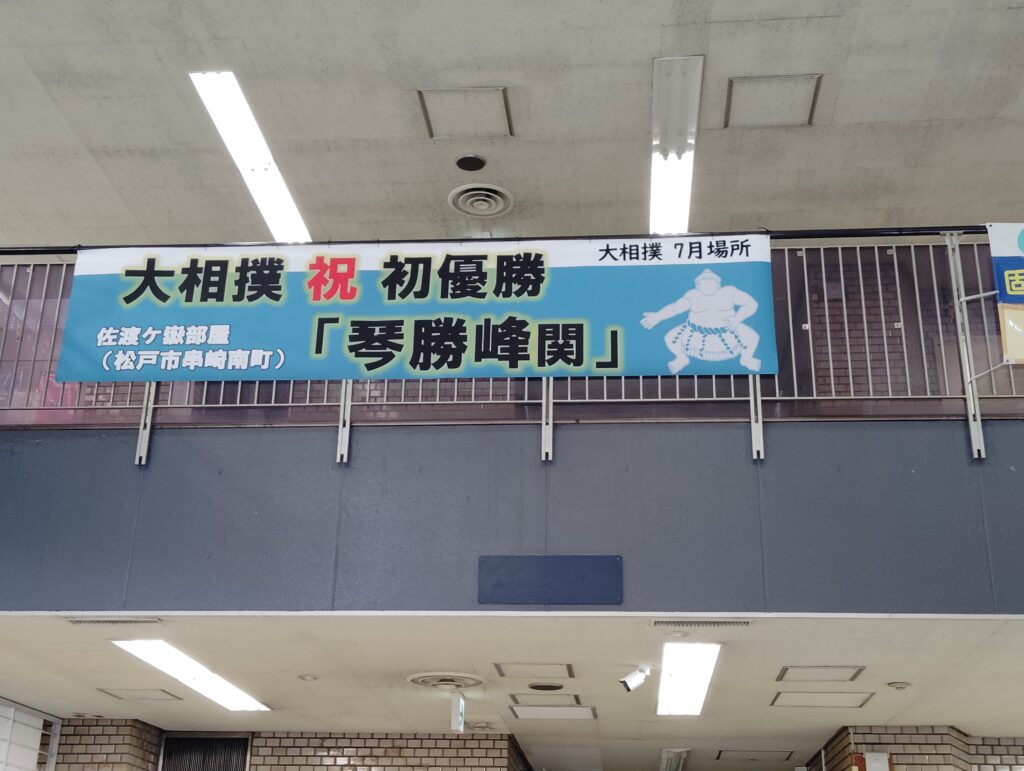 大相撲 祝 初優勝
大相撲 7月場所
佐渡ケ嶽部屋
（松戸市串崎南町）
「琴勝峰関」
固